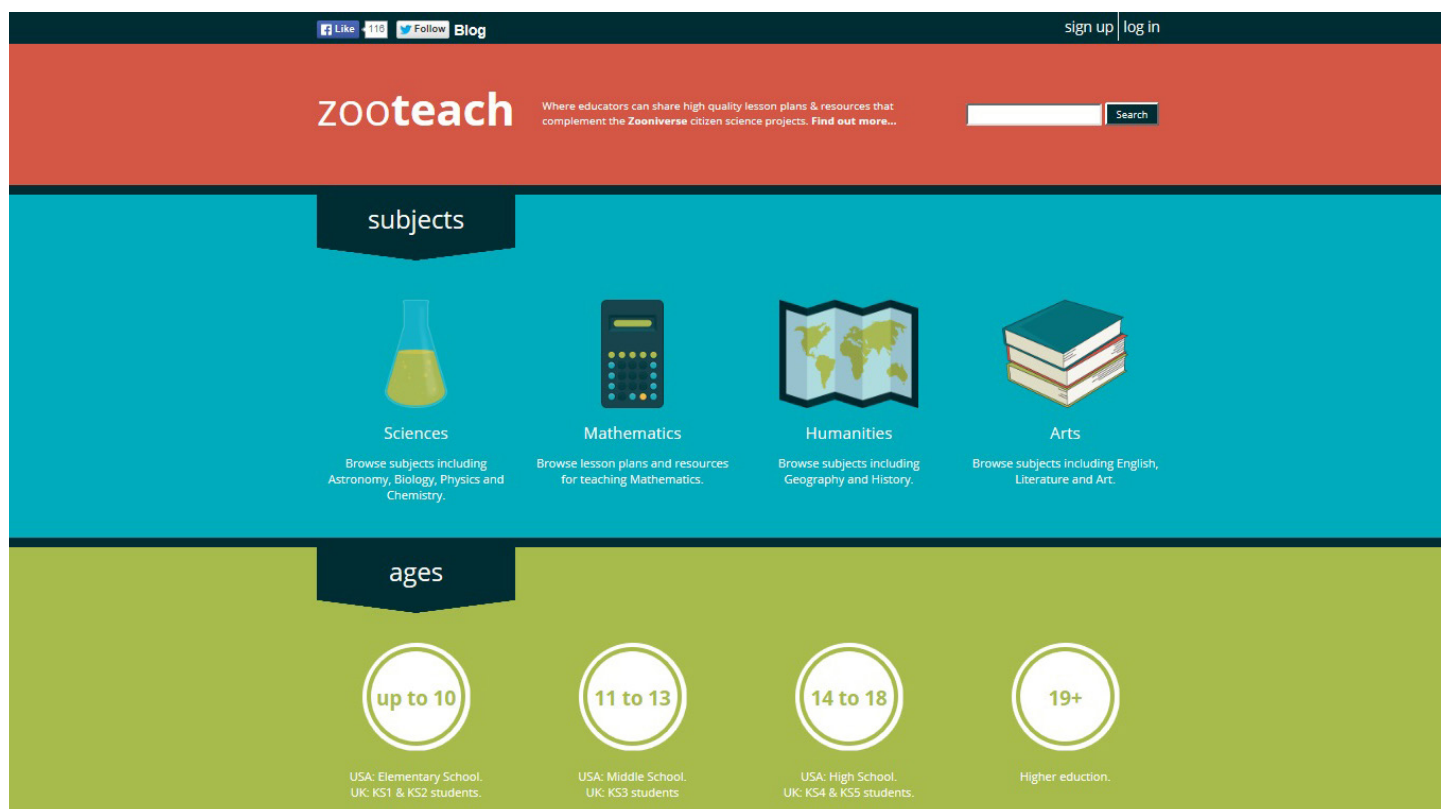 Like 116 Follow Blog
sign up log in
zooteach
Where educators can share high quality lesson plans & resources that
complement the Zooniverse citizen science projects. Find out more...
Search
subjects
Sciences
Browse subjects including
Astronomy, Biology, Physics and
Chemistry.
Mathematics
Browse lesson plans and resources
for teaching Mathematics.
Humanities
Browse subjects including
Geography and History.
Arts
Browse subjects including English,
Literature and Art.
ages
up to 10
USA: Elementary School.
UK: KS1 & KS2 students.
11 to 13
USA: Middle School.
UK: KS3 students
14 to 18
USA: High School.
UK: KS4 & KS5 students.
19+
Higher eduction.